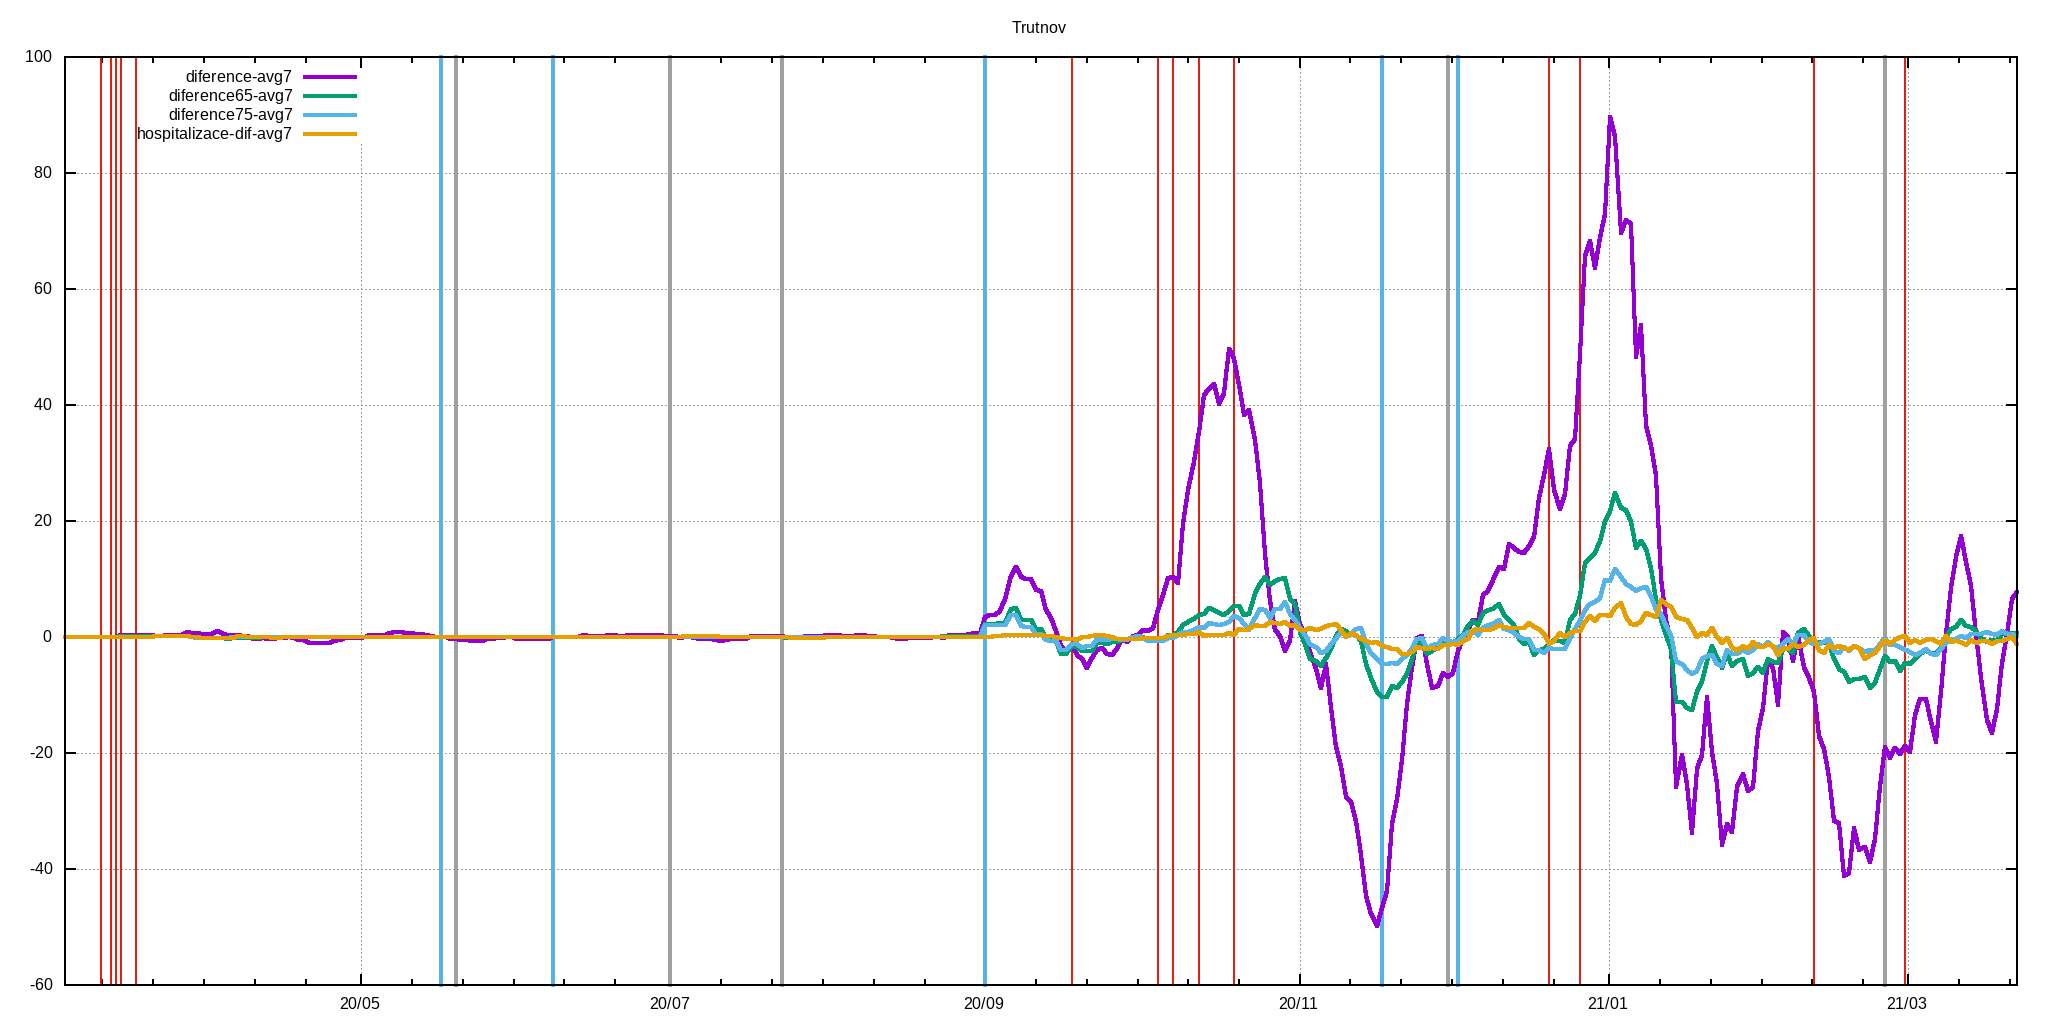 Trutnov
100
80
60
40
20
0
-20
-40
-60
diference-avg7
diference65-avg7
diference75-avg7
hospitalizace-dif-avg7
20/05 20/07 20/09 20/11 21/01 21/03